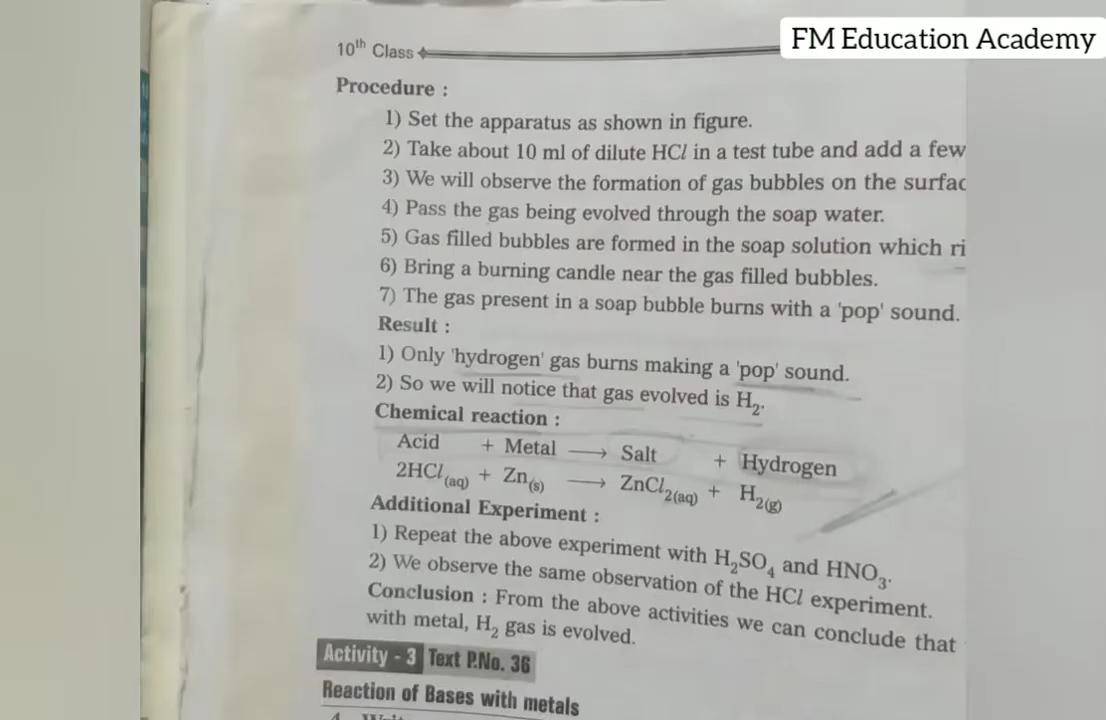 FM Education Academy
10th Class
Procedure :
1) Set the apparatus as shown in figure.
2) Take about 10 ml of dilute HCl in a test tube and add a few
3) We will observe the formation of gas bubbles on the
4) Pass the gas being evolved through the soap water.
5) Gas filled bubbles are formed in the soap solution which
6) Bring a burning candle near the gas filled bubbles.
7) The gas present in a soap bubble burns with a 'pop' sound.
Result :
1) Only 'hydrogen' gas burns making a 'pop' sound.
2) So we will notice that gas evolved is H₂.
Chemical reaction :
Acid + Metal ⟶ Salt + Hydrogen
2HCl(aq) + Zn(s) ⟶ ZnCl₂(aq) + H₂(g)
Additional Experiment :
1) Repeat the above experiment with H₂SO₄ and HNO₃.
2) We observe the same observation of the HCl experiment.
Conclusion : From the above activities we can conclude that
with metal, H₂ gas is evolved.
Activity - 3 Text P.No. 36
Reaction of Bases with metals